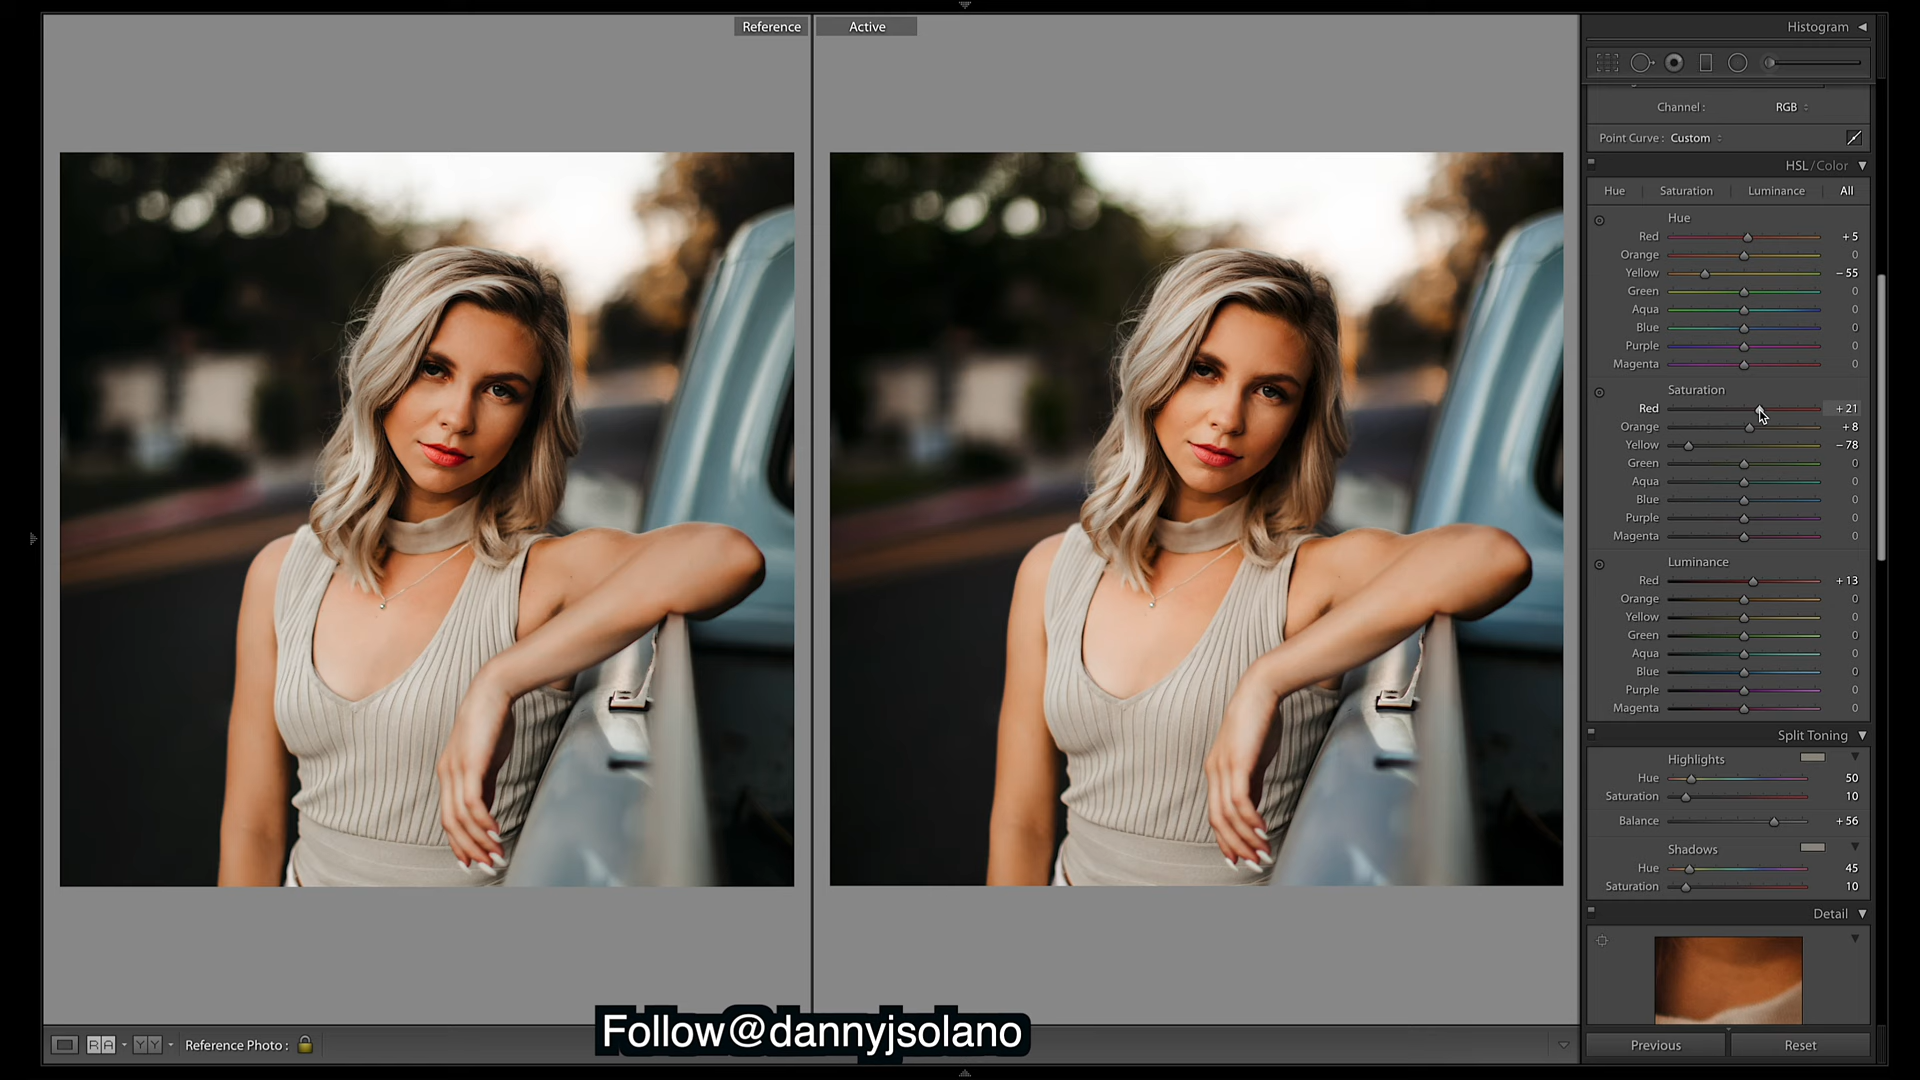 Reference
Active
Histogram
Channel : RGB
Point Curve : Custom
HSL / Color
Hue Saturation Luminance All
Hue
Red + 5
Orange 0
Yellow - 55
Green 0
Aqua 0
Blue 0
Purple 0
Magenta 0
Saturation
Red + 21
Orange + 8
Yellow - 78
Green 0
Aqua 0
Blue 0
Purple 0
Magenta 0
Luminance
Red + 13
Orange 0
Yellow 0
Green 0
Aqua 0
Blue 0
Purple 0
Magenta 0
Split Toning
Highlights
Hue 50
Saturation 10
Balance + 56
Shadows
Hue 45
Saturation 10
Detail
R A Y Y Reference Photo :
Previous Reset
Follow@dannyjsolano